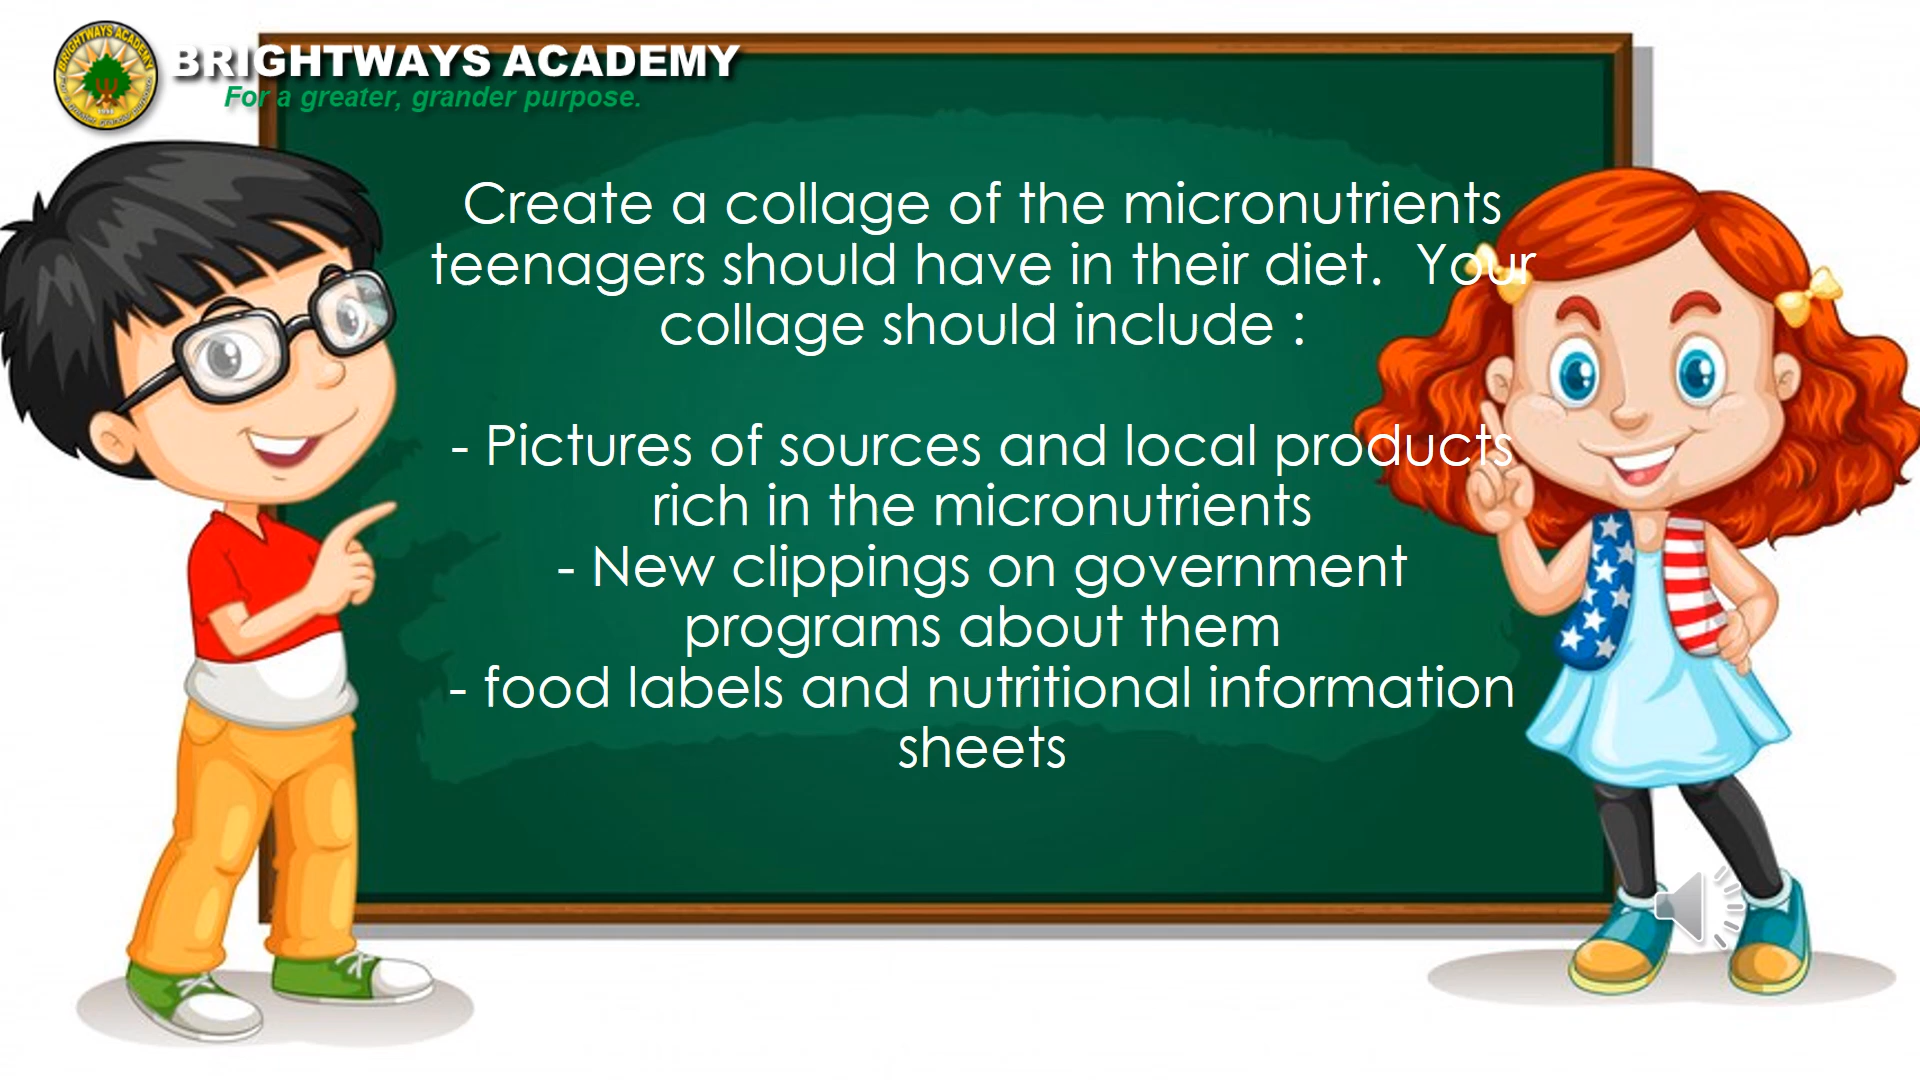 BRIGHTWAYS ACADEMY
BRIGHTWAYS ACADEMY
For a greater, grander purpose.
Create a collage of the micronutrients
teenagers should have in their diet.  Your
collage should include :
- Pictures of sources and local products
rich in the micronutrients
- New clippings on government
programs about them
- food labels and nutritional information
sheets